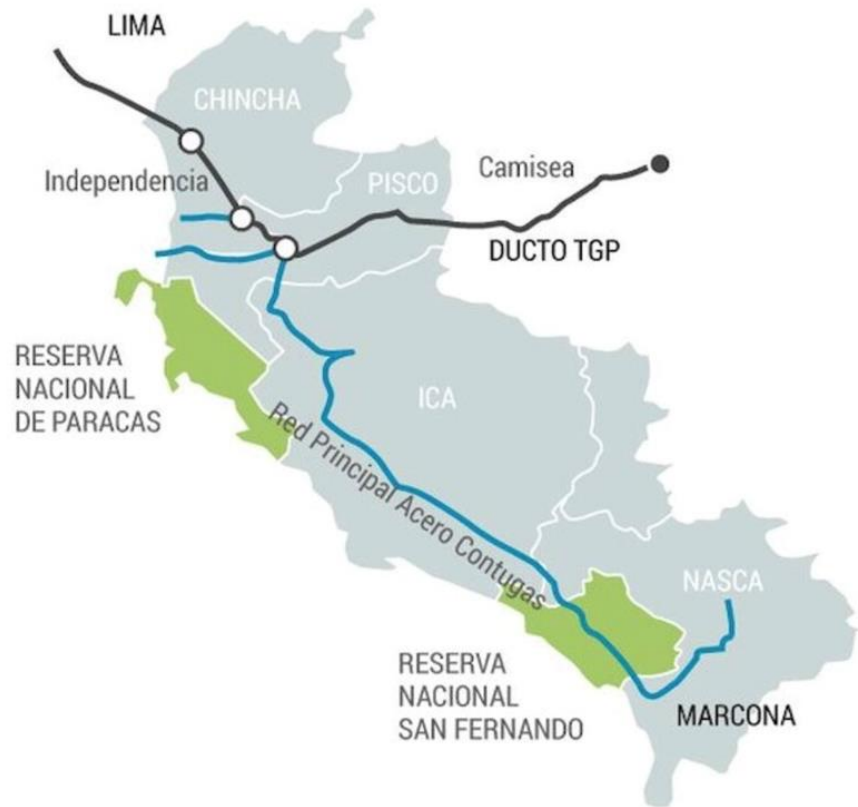 LIMA
CHINCHA
Independencia
PISCO
Camisea
DUCTO TGP
RESERVA
NACIONAL
DE PARACAS
ICA
Red Principal Acero Contugas
NASCA
RESERVA
NACIONAL
SAN FERNANDO
MARCONA